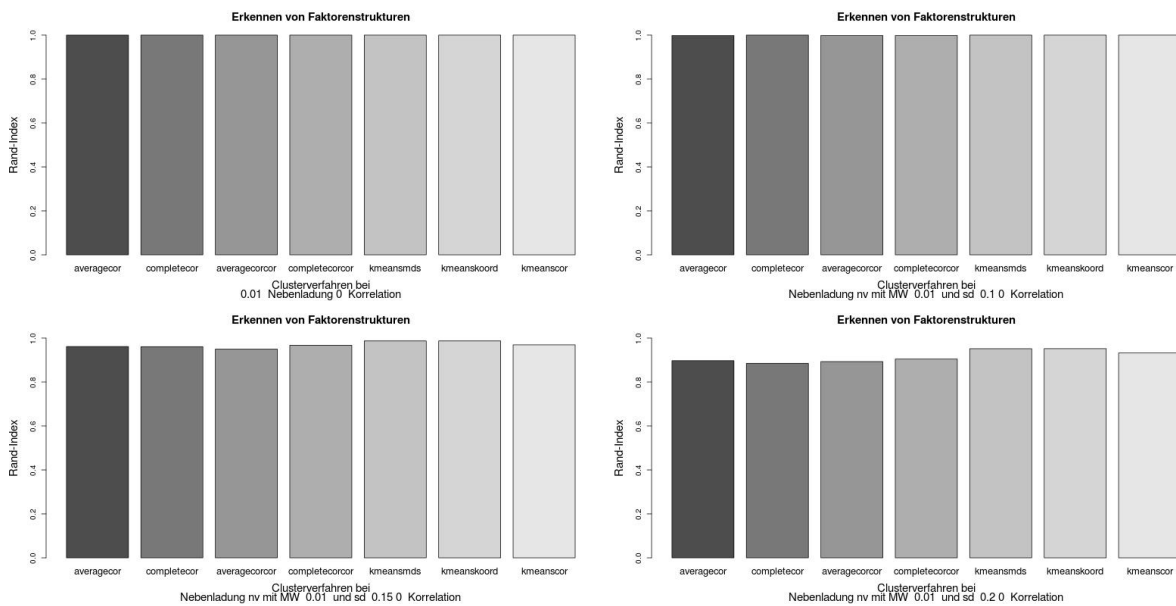 Erkennen von Faktorenstrukturen
Rand-Index
1.0
0.8
0.6
0.4
0.2
0.0
averagecor completecor averagecorcor completecorcor kmeansmds kmeanskoord kmeanscor
Clusterverfahren bei
0.01 Nebenladung 0 Korrelation
Erkennen von Faktorenstrukturen
Rand-Index
1.0
0.8
0.6
0.4
0.2
0.0
averagecor completecor averagecorcor completecorcor kmeansmds kmeanskoord kmeanscor
Clusterverfahren bei
Nebenladung nv mit MW 0.01 und sd 0.1 0 Korrelation
Erkennen von Faktorenstrukturen
Rand-Index
1.0
0.8
0.6
0.4
0.2
0.0
averagecor completecor averagecorcor completecorcor kmeansmds kmeanskoord kmeanscor
Clusterverfahren bei
Nebenladung nv mit MW 0.01 und sd 0.15 0 Korrelation
Erkennen von Faktorenstrukturen
Rand-Index
1.0
0.8
0.6
0.4
0.2
0.0
averagecor completecor averagecorcor completecorcor kmeansmds kmeanskoord kmeanscor
Clusterverfahren bei
Nebenladung nv mit MW 0.01 und sd 0.2 0 Korrelation